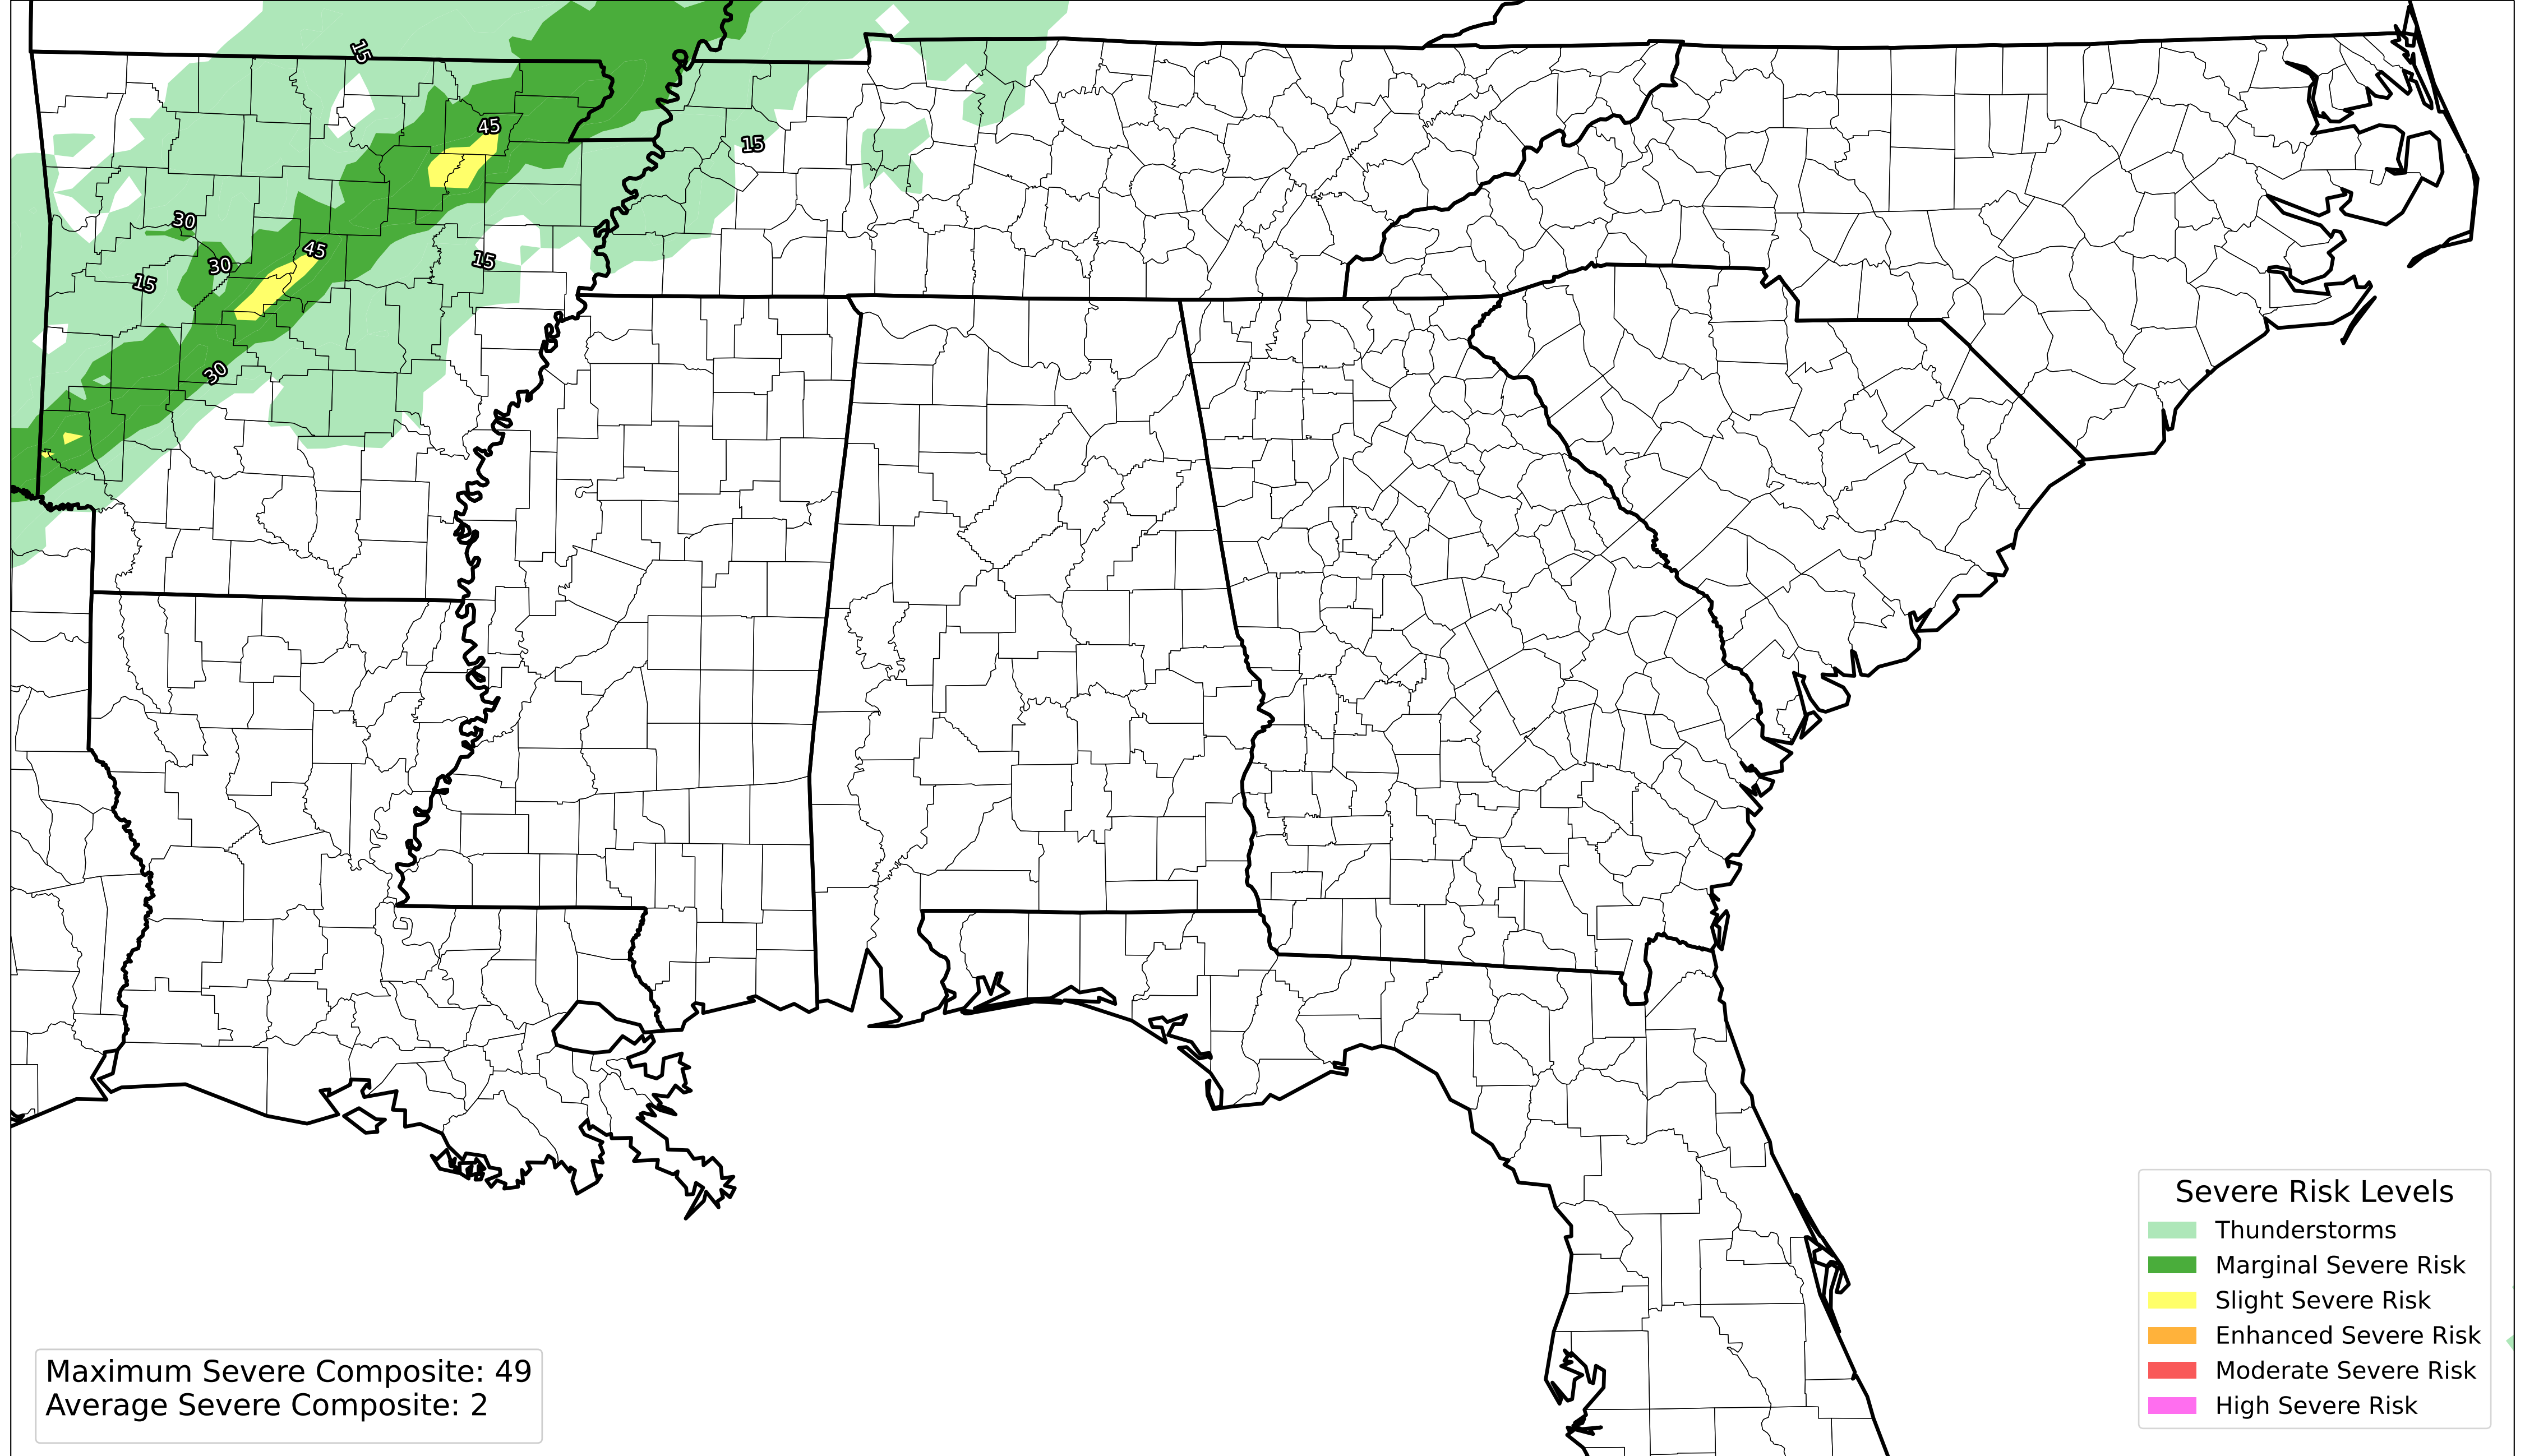 15
45
15
30
45
15
30
15
30
Severe Risk Levels
Thunderstorms
Marginal Severe Risk
Slight Severe Risk
Enhanced Severe Risk
Moderate Severe Risk
High Severe Risk
Maximum Severe Composite: 49
Average Severe Composite: 2